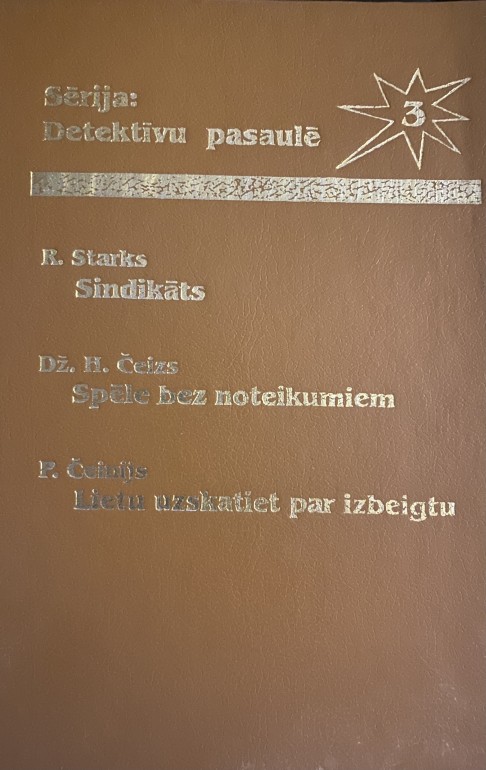 Sērija:
Detektīvu pasaulē
3
R. Starks
Sindikāts
Dž. H. Čeizs
Spēle bez noteikumiem
P. Čeinijs
Lietu uzskatiet par izbeigtu